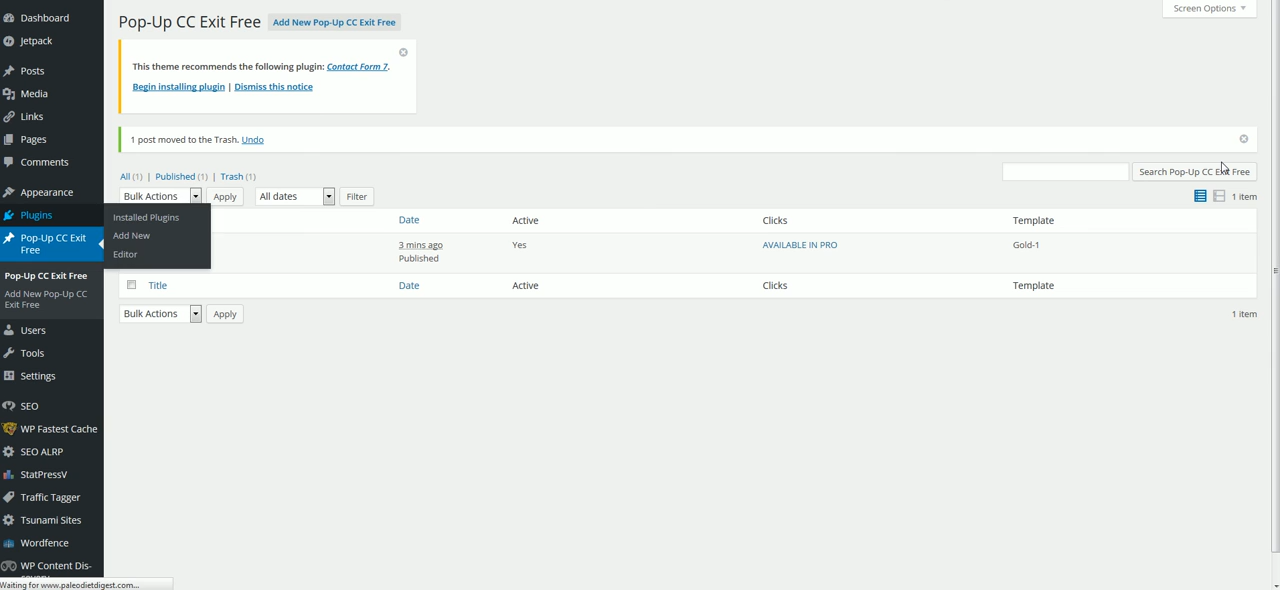 Dashboard
Jetpack
Posts
Media
Links
Pages
Comments
Appearance
Plugins
Installed Plugins
Add New
Editor
Pop-Up CC Exit
Free
Pop-Up CC Exit Free
Add New Pop-Up CC
Exit Free
Users
Tools
Settings
SEO
WP Fastest Cache
SEO ALRP
StatPressV
Traffic Tagger
Tsunami Sites
Wordfence
WP Content Dis-
Waiting for www.paleodietdigest.com...
Screen Options
Pop-Up CC Exit Free Add New Pop-Up CC Exit Free
This theme recommends the following plugin: Contact Form 7.
Begin installing plugin | Dismiss this notice
1 post moved to the Trash. Undo
All (1) | Published (1) | Trash (1)
Search Pop-Up CC Exit Free
Bulk Actions Apply All dates Filter 1 item
Date Active Clicks Template
3 mins ago Yes AVAILABLE IN PRO Gold-1
Published
Title Date Active Clicks Template
Bulk Actions Apply 1 item